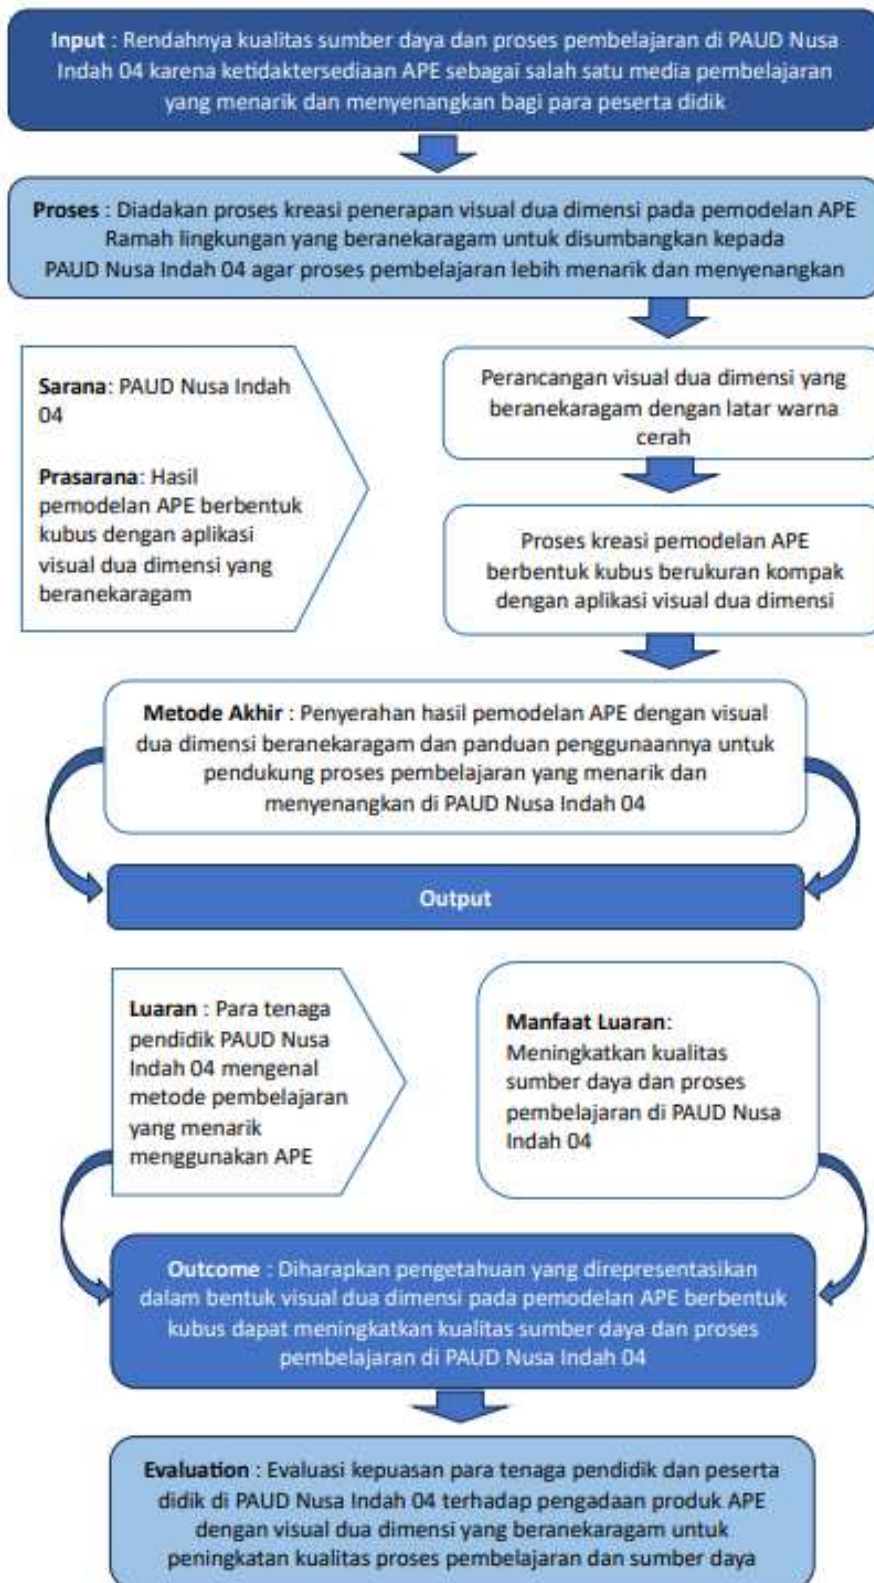 Input : Rendahnya kualitas sumber daya dan proses pembelajaran di PAUD Nusa
Indah 04 karena ketidaktersediaan APE sebagai salah satu media pembelajaran
yang menarik dan menyenangkan bagi para peserta didik
Proses : Diadakan proses kreasi penerapan visual dua dimensi pada pemodelan APE
Ramah lingkungan yang beranekaragam untuk disumbangkan kepada
PAUD Nusa Indah 04 agar proses pembelajaran lebih menarik dan menyenangkan
Sarana: PAUD Nusa Indah
04
Prasarana: Hasil
pemodelan APE berbentuk
kubus dengan aplikasi
visual dua dimensi yang
beranekaragam
Perancangan visual dua dimensi yang
beranekaragam dengan latar warna
cerah
Proses kreasi pemodelan APE
berbentuk kubus berukuran kompak
dengan aplikasi visual dua dimensi
Metode Akhir : Penyerahan hasil pemodelan APE dengan visual
dua dimensi beranekaragam dan panduan penggunaannya untuk
pendukung proses pembelajaran yang menarik dan
menyenangkan di PAUD Nusa Indah 04
Output
Luaran : Para tenaga
pendidik PAUD Nusa
Indah 04 mengenal
metode pembelajaran
yang menarik
menggunakan APE
Manfaat Luaran:
Meningkatkan kualitas
sumber daya dan proses
pembelajaran di PAUD Nusa
Indah 04
Outcome : Diharapkan pengetahuan yang direpresentasikan
dalam bentuk visual dua dimensi pada pemodelan APE berbentuk
kubus dapat meningkatkan kualitas sumber daya dan proses
pembelajaran di PAUD Nusa Indah 04
Evaluation : Evaluasi kepuasan para tenaga pendidik dan peserta
didik di PAUD Nusa Indah 04 terhadap pengadaan produk APE
dengan visual dua dimensi yang beranekaragam untuk
peningkatan kualitas proses pembelajaran dan sumber daya